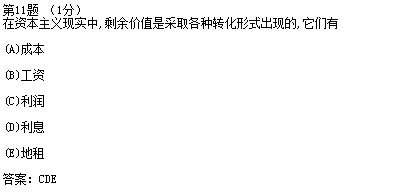 第11题 (1分)
在资本主义现实中,剩余价值是采取各种转化形式出现的,它们有
(A)成本
(B)工资
(C)利润
(D)利息
(E)地租
答案: CDE